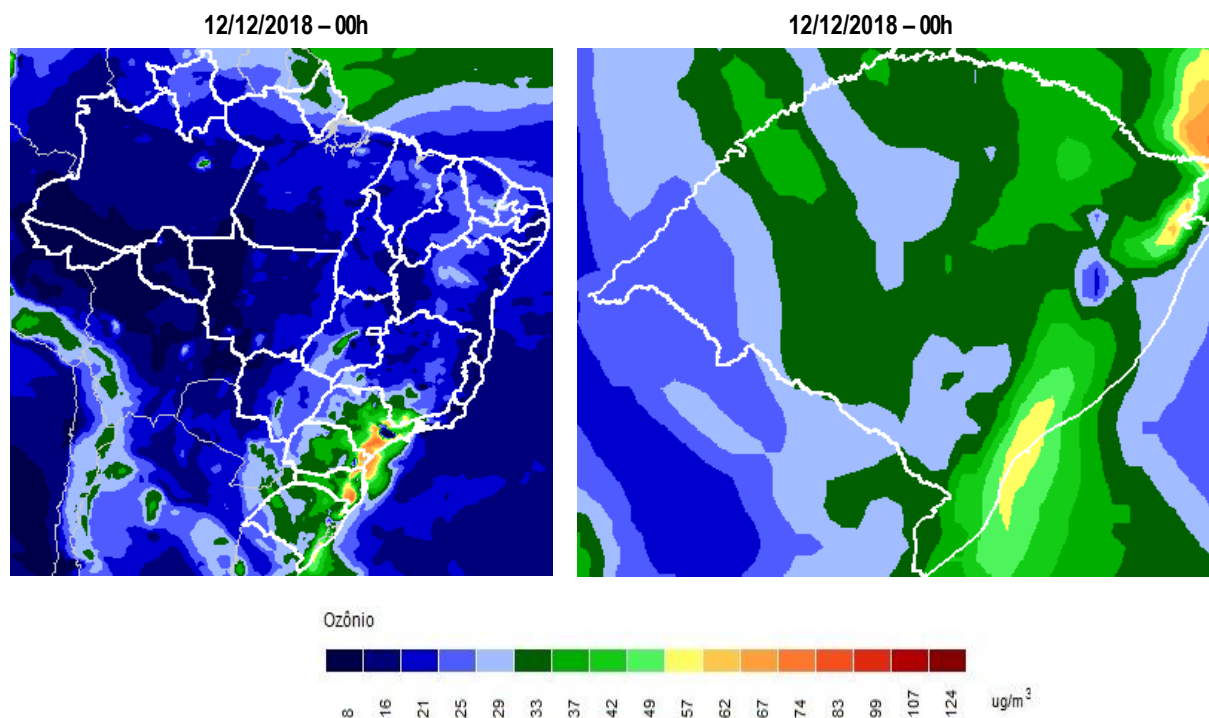 12/12/2018 – 00h
12/12/2018 – 00h
Ozônio
8 16 21 25 29 33 37 42 49 57 62 67 74 83 99 107 124 ug/m³